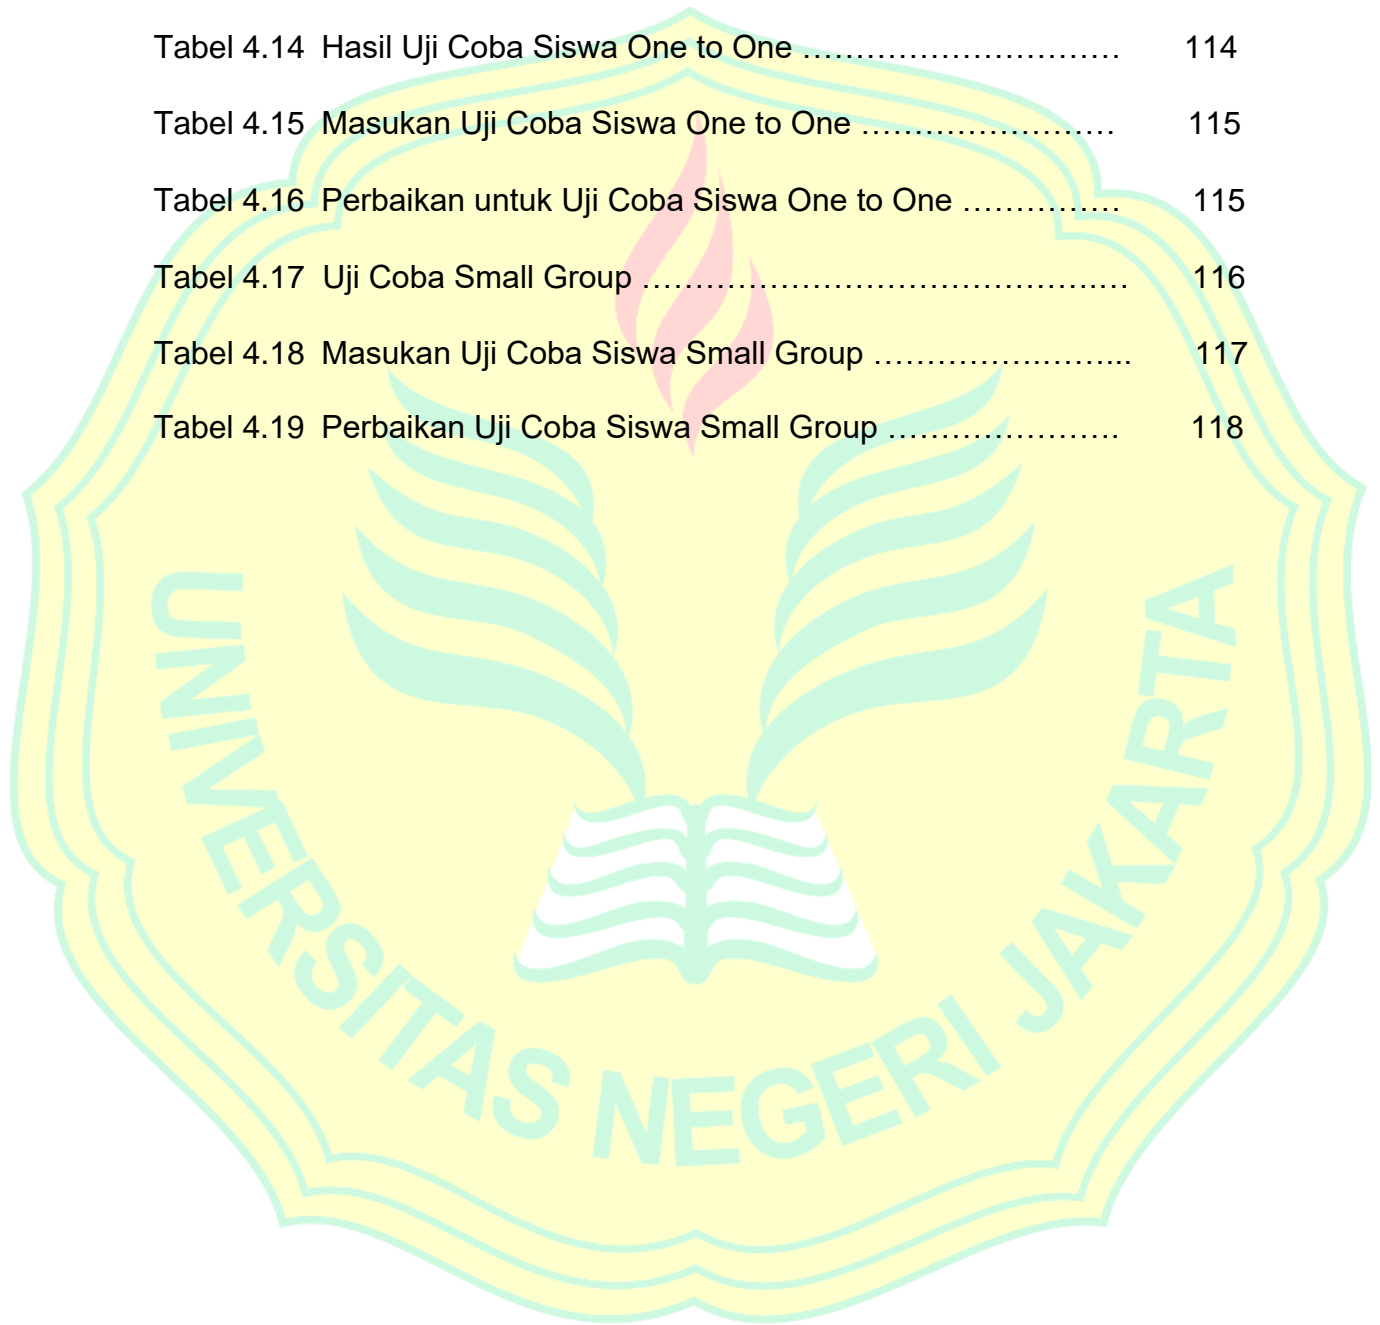 Tabel 4.14 Hasil Uji Coba Siswa One to One ………………………… 114
Tabel 4.15 Masukan Uji Coba Siswa One to One …………………… 115
Tabel 4.16 Perbaikan untuk Uji Coba Siswa One to One …………… 115
Tabel 4.17 Uji Coba Small Group …………………………………….… 116
Tabel 4.18 Masukan Uji Coba Siswa Small Group ………………….... 117
Tabel 4.19 Perbaikan Uji Coba Siswa Small Group …………………. 118
UNIVERSITAS NEGERI JAKARTA